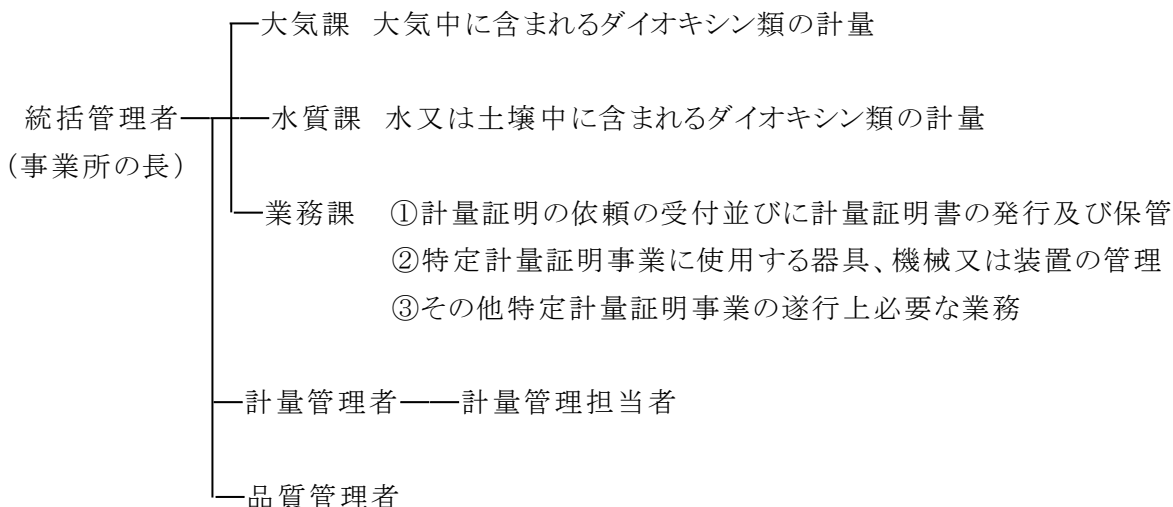 大気課 大気中に含まれるダイオキシン類の計量
統括管理者
水質課 水又は土壌中に含まれるダイオキシン類の計量
(事業所の長)
業務課 ①計量証明の依頼の受付並びに計量証明書の発行及び保管
②特定計量証明事業に使用する器具、機械又は装置の管理
③その他特定計量証明事業の遂行上必要な業務
計量管理者 計量管理担当者
品質管理者